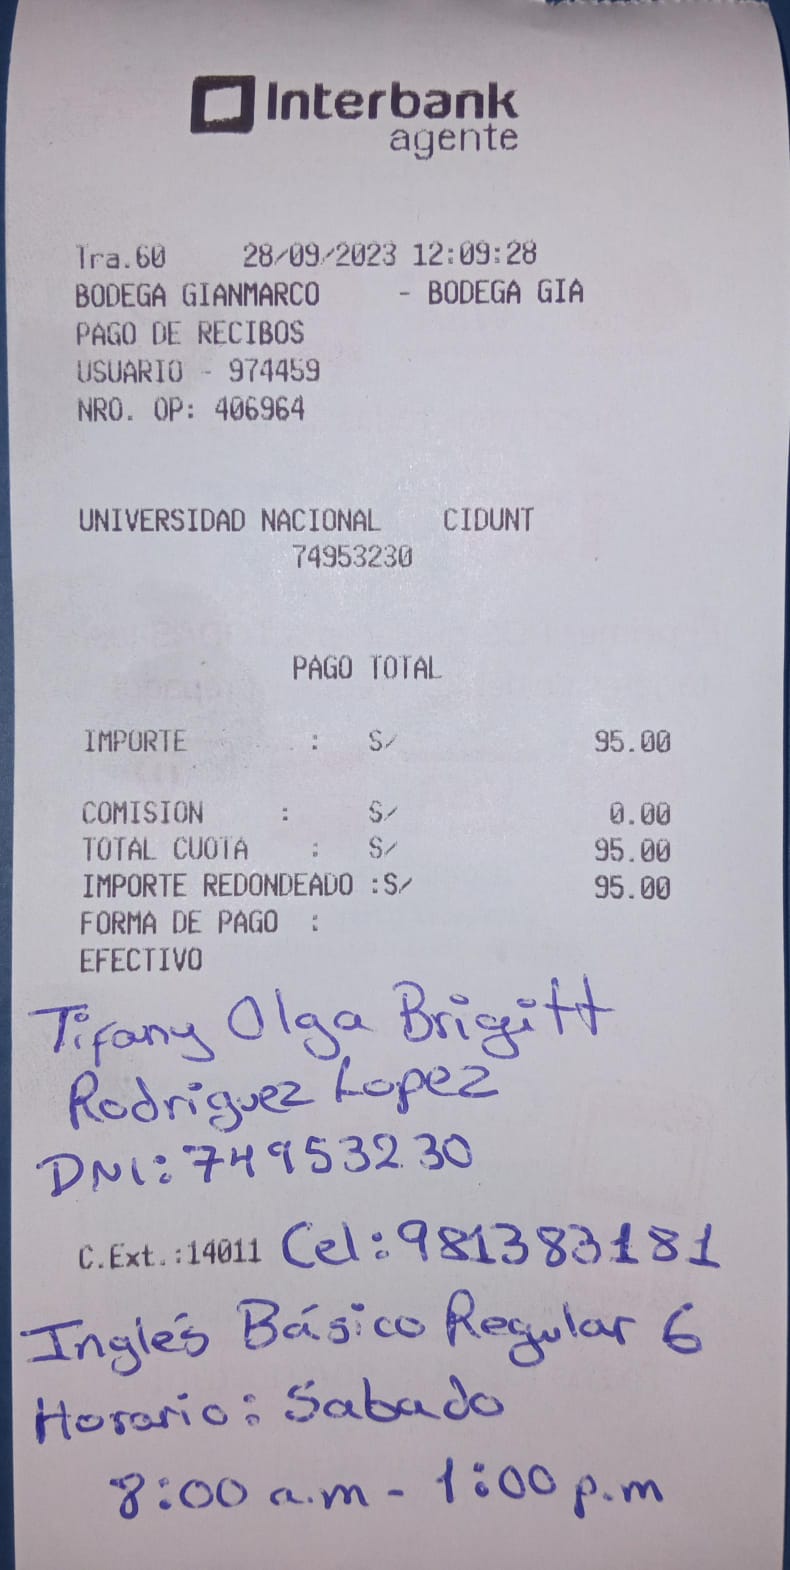 Interbank
agente
Tra.60 28/09/2023 12:09:28
BODEGA GIANMARCO - BODEGA GIA
PAGO DE RECIBOS
USUARIO - 974459
NRO. OP: 406964
UNIVERSIDAD NACIONAL CIDUNT
74953230
PAGO TOTAL
IMPORTE : S/ 95.00
COMISION : S/ 0.00
TOTAL CUOTA : S/ 95.00
IMPORTE REDONDEADO :S/ 95.00
FORMA DE PAGO :
EFECTIVO
Tifany Olga Brigitt
Rodriguez Lopez
DNI: 74953230
C.Ext.:14011 Cel: 981383181
Inglés Básico Regular 6
Horario: Sabado
8:00 a.m - 1:00 p.m